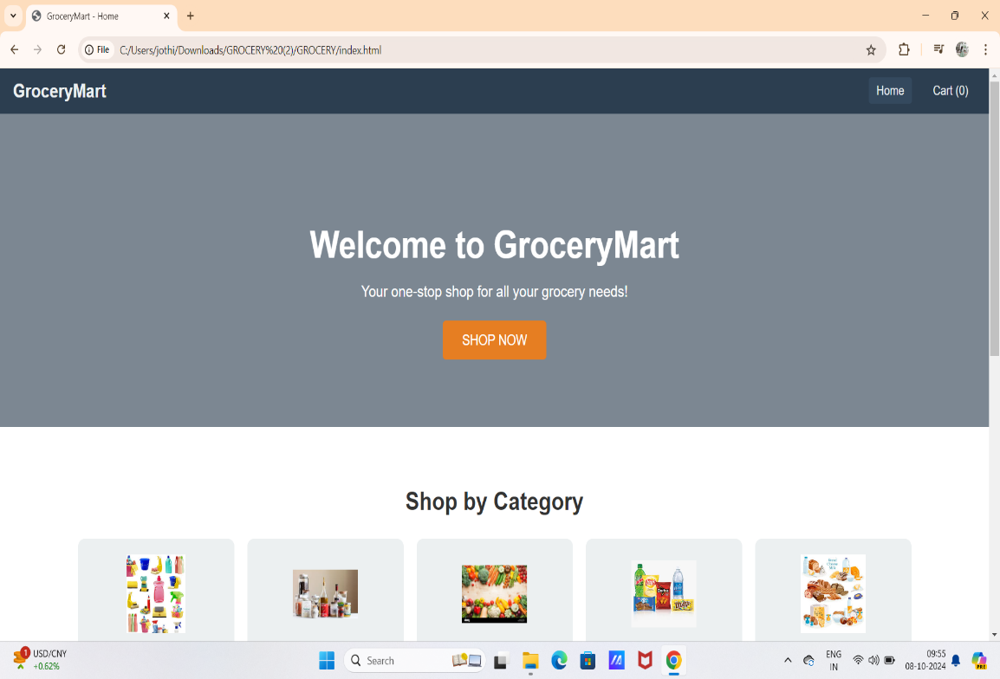 GroceryMart - Home
File C:/Users/jothi/Downloads/GROCERY%20(2)/GROCERY/index.html
GroceryMart Home Cart (0)
Welcome to GroceryMart
Your one-stop shop for all your grocery needs!
SHOP NOW
Shop by Category
1 USD/CNY
+0.62%
Search
ENG
IN
09:55
08-10-2024
PRE